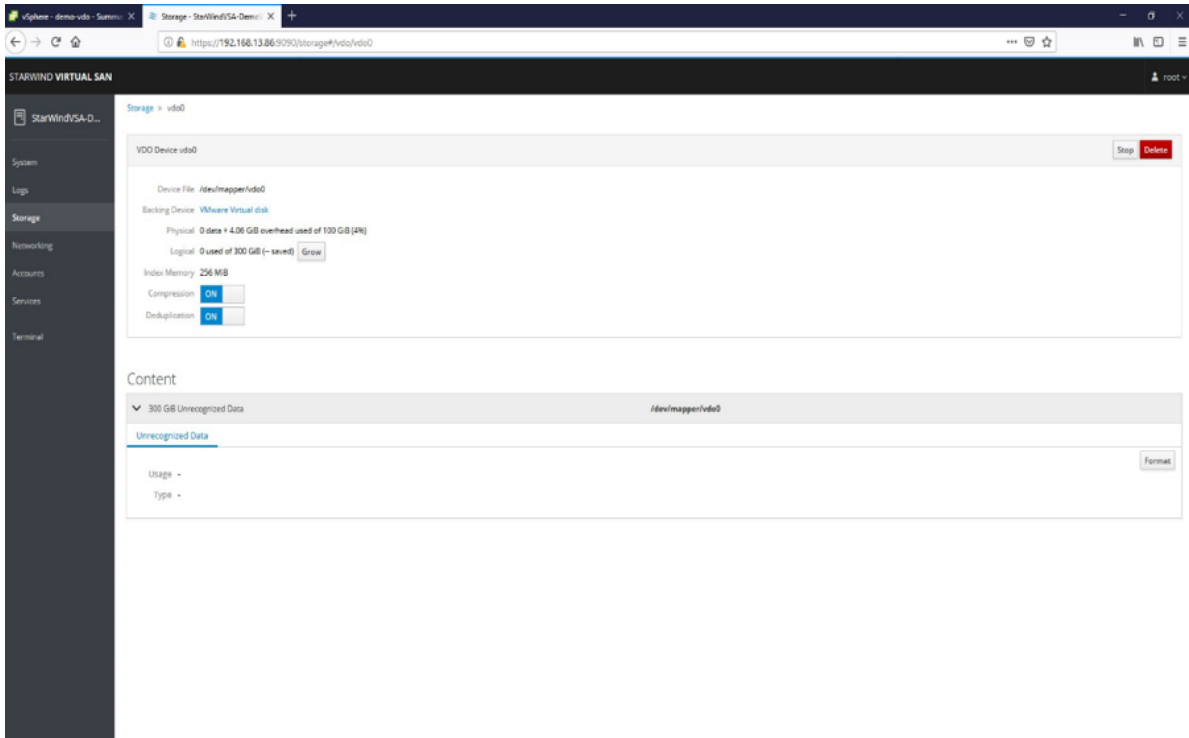 vSphere - demo-vdo - Summ
Storage - StarWindVSA-Demo
https://192.168.13.86:9090/storage#/vdo/vdo0
STARWIND VIRTUAL SAN
root
StarWindVSA-D...
System
Logs
Storage
Networking
Accounts
Services
Terminal
Storage > vdo0
VDO Device vdo0
Stop Delete
Device File /dev/mapper/vdo0
Backing Device VMware Virtual disk
Physical 0 data + 4.06 GiB overhead used of 100 GiB (4%)
Logical 0 used of 300 GiB (-- saved) Grow
Index Memory 256 MiB
Compression ON
Deduplication ON
Content
300 GiB Unrecognized Data /dev/mapper/vdo0
Unrecognized Data
Format
Usage -
Type -